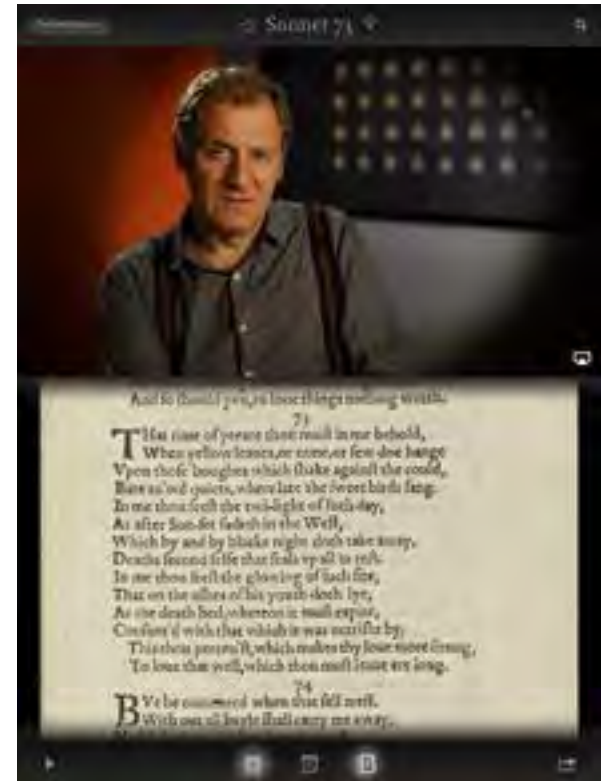 Sonnet 73
And so should you, to loue things nothing worth.
73
THat time of yeeare thou maist in me behold,
When yellow leaues, or none, or few doe hange
Vpon those boughes which shake against the could,
Bare rn'wd quiers, where late the sweet birds sang.
In me thou seest the twi-light of such day,
As after Sun-set fadeth in the West,
Which by and by blacke night doth take away,
Deaths second selfe that seals vp all in rest.
In me thou seest the glowing of such fire,
That on the ashes of his youth doth lye,
As the death bed, whereon it must expire,
Consum'd with that which it was nurrisht by.
This thou perceu'st, which makes thy loue more strong,
To loue that well, which thou must leaue ere long.
74
BVt be contented when that fell arest,
With out all bayle shall carry me away,